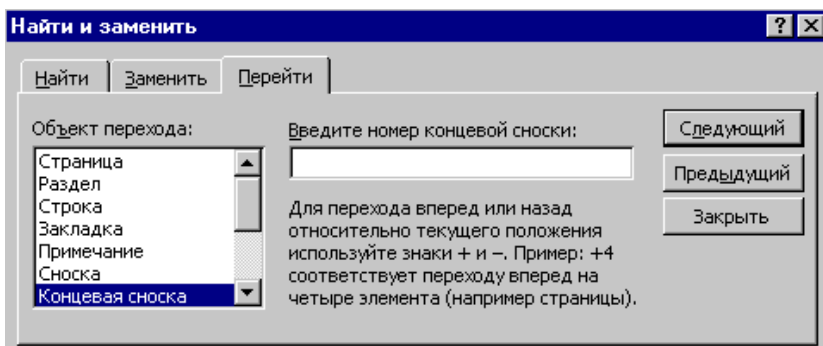 Найти и заменить
Найти
Заменить
Перейти
Объект перехода:
Страница
Раздел
Строка
Закладка
Примечание
Сноска
Концевая сноска
Введите номер концевой сноски:
Для перехода вперед или назад
относительно текущего положения
используйте знаки + и –. Пример: +4
соответствует переходу вперед на
четыре элемента (например страницы).
Следующий
Предыдущий
Закрыть